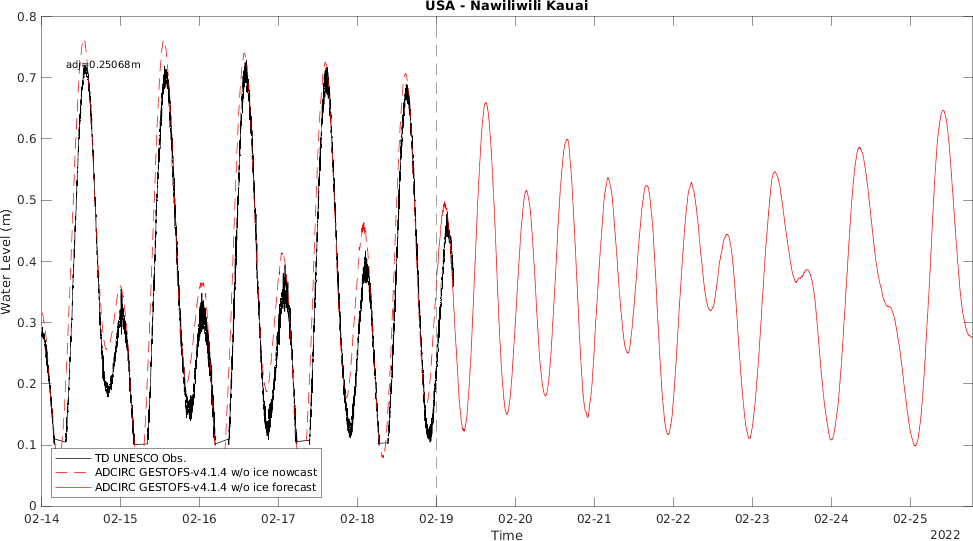 USA - Nawiliwili Kauai
0.8
0.7
0.6
0.5
0.4
0.3
0.2
0.1
0
Water Level (m)
adj=0.25068m
TD UNESCO Obs.
ADCIRC GESTOFS-v4.1.4 w/o ice nowcast
ADCIRC GESTOFS-v4.1.4 w/o ice forecast
02-14 02-15 02-16 02-17 02-18 02-19 02-20 02-21 02-22 02-23 02-24 02-25
Time
2022